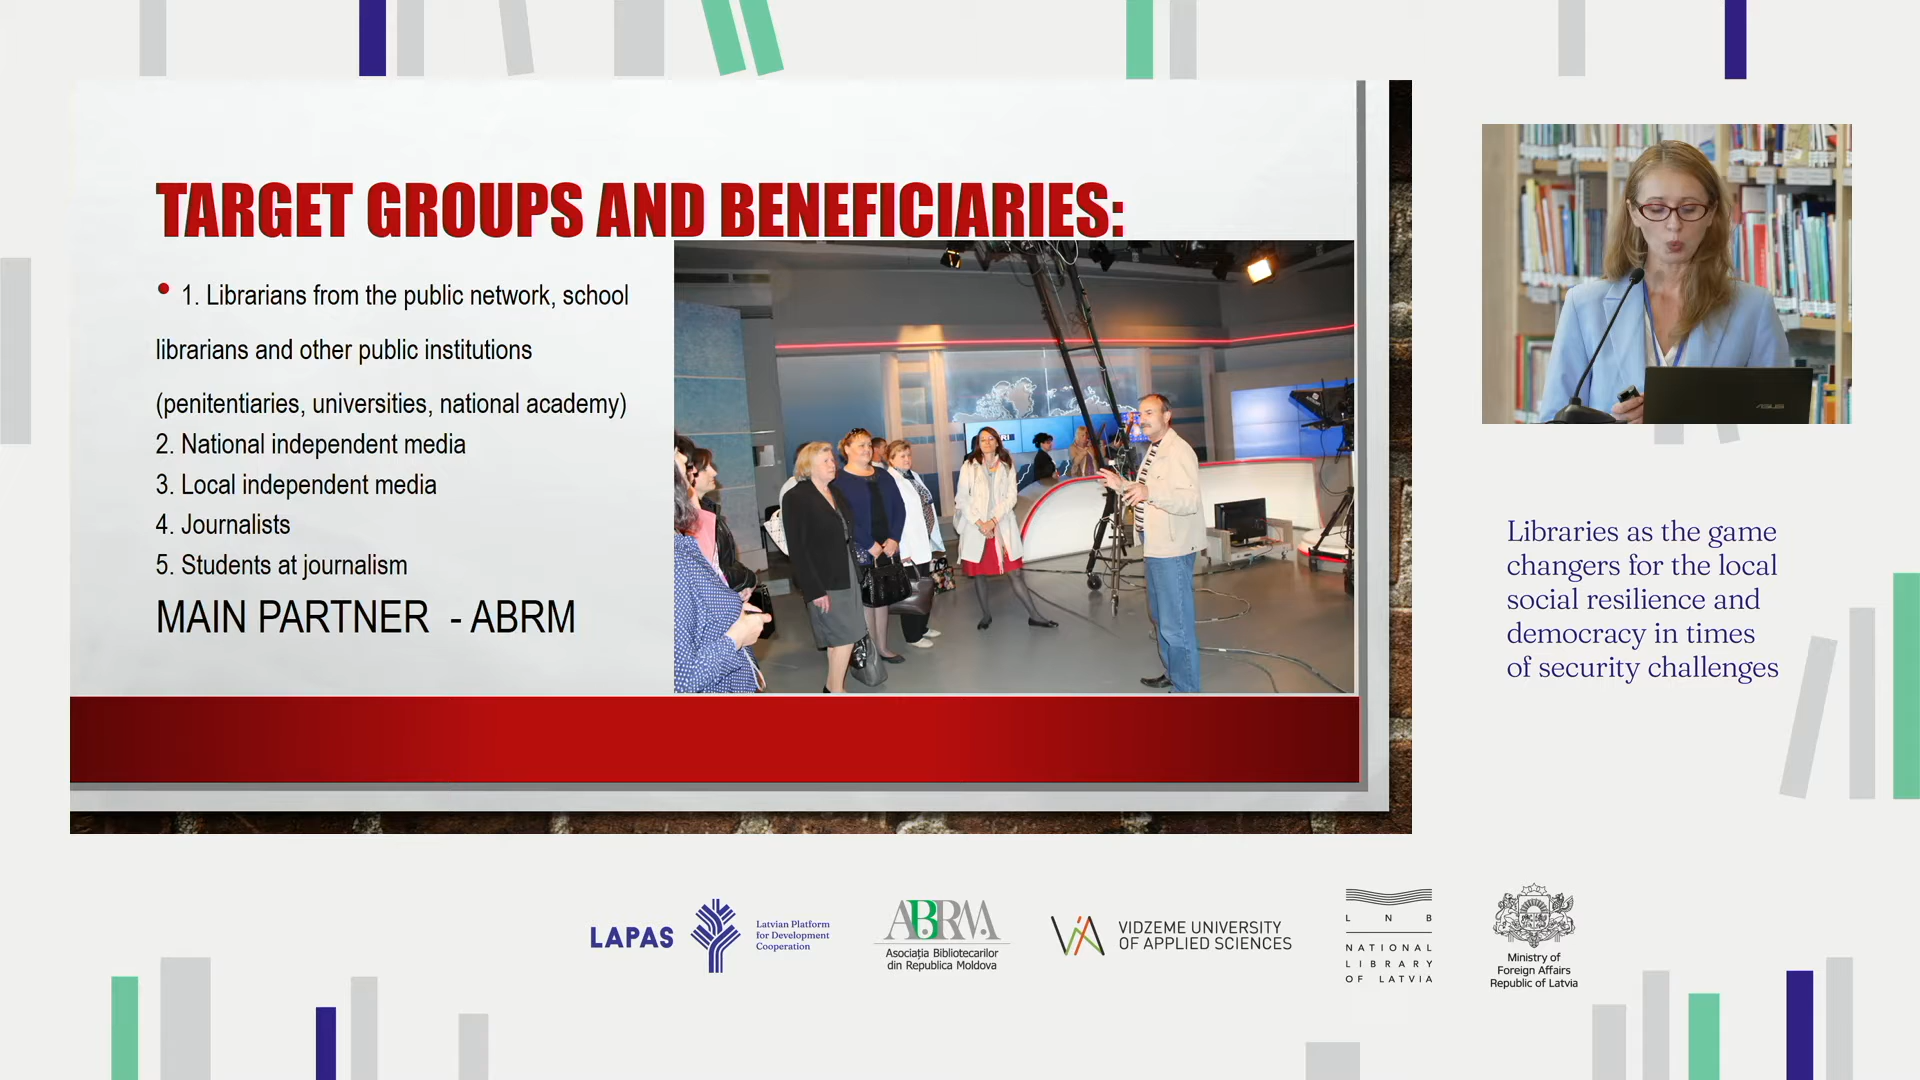 TARGET GROUPS AND BENEFICIARIES:
• 1. Librarians from the public network, school
librarians and other public institutions
(penitentiaries, universities, national academy)
2. National independent media
3. Local independent media
4. Journalists
5. Students at journalism
MAIN PARTNER - ABRM
ASUS
Libraries as the game
changers for the local
social resilience and
democracy in times
of security challenges
LAPAS
Latvian Platform
for Development
Cooperation
ABRM
Asociația Bibliotecarilor
din Republica Moldova
VIDZEME UNIVERSITY
OF APPLIED SCIENCES
L N B
NATIONAL
LIBRARY
OF LATVIA
Ministry of
Foreign Affairs
Republic of Latvia